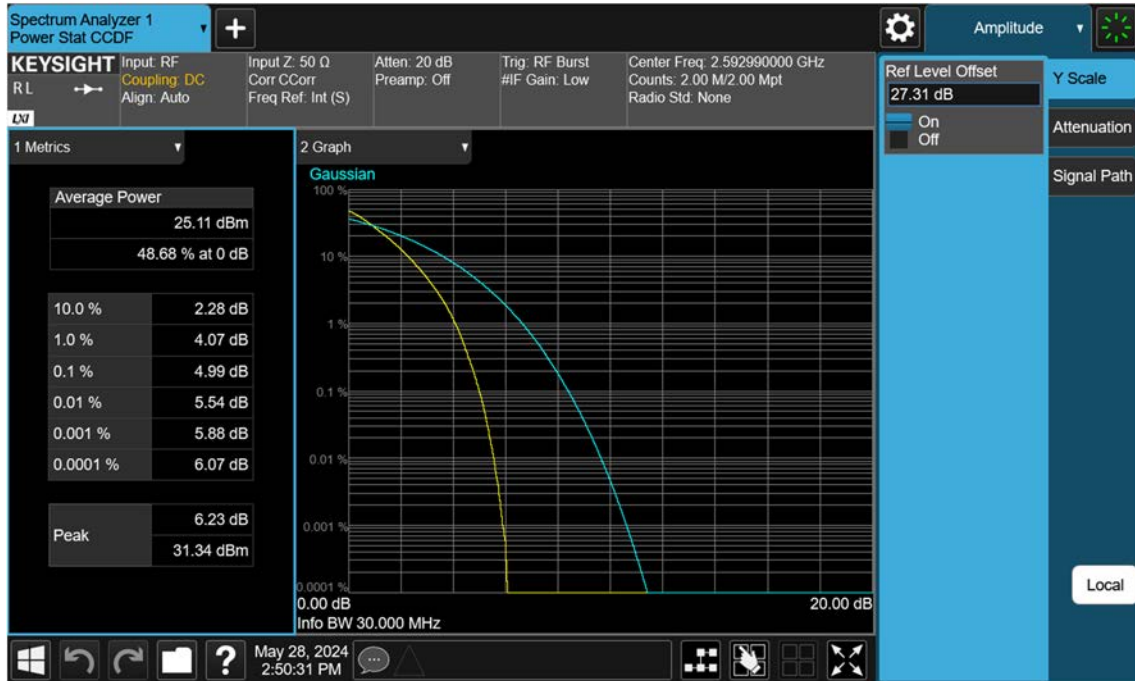 Spectrum Analyzer 1
Power Stat CCDF
Amplitude
KEYSIGHT
R L
LXI
Input: RF
Coupling: DC
Align: Auto
Input Z: 50 Ω
Corr CCorr
Freq Ref: Int (S)
Atten: 20 dB
Preamp: Off
Trig: RF Burst
#IF Gain: Low
Center Freq: 2.592990000 GHz
Counts: 2.00 M/2.00 Mpt
Radio Std: None
Ref Level Offset
27.31 dB
On
Off
Y Scale
Attenuation
Signal Path
1 Metrics
Average Power
25.11 dBm
48.68 % at 0 dB
10.0 % 2.28 dB
1.0 % 4.07 dB
0.1 % 4.99 dB
0.01 % 5.54 dB
0.001 % 5.88 dB
0.0001 % 6.07 dB
Peak
6.23 dB
31.34 dBm
2 Graph
Gaussian
100 %
10 %
1 %
0.1 %
0.01 %
0.001 %
0.0001 %
0.00 dB 20.00 dB
Info BW 30.000 MHz
Local
?
May 28, 2024
2:50:31 PM